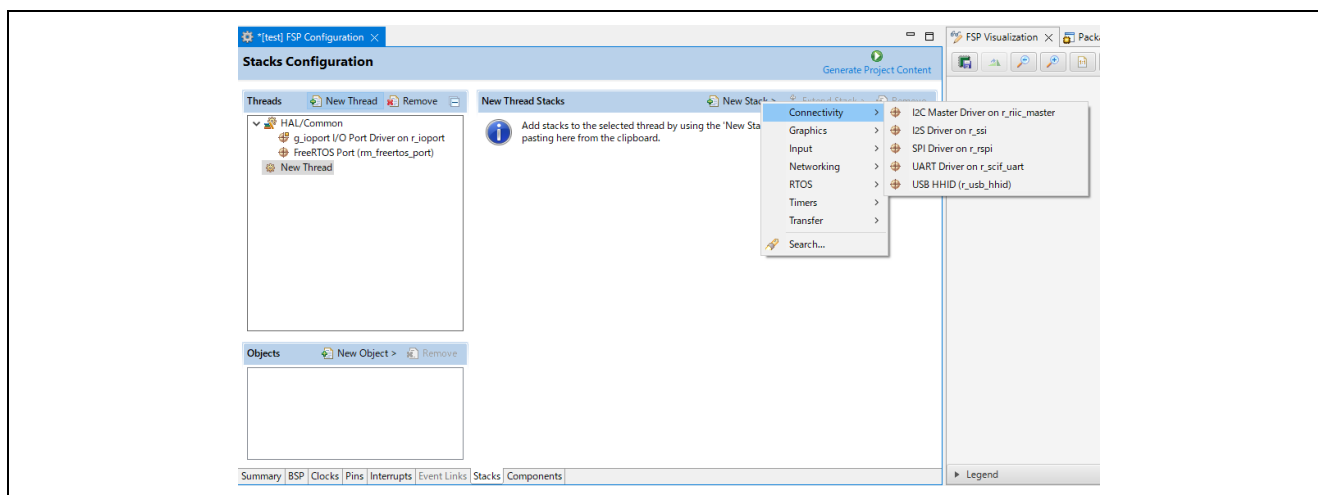 *[test] FSP Configuration
FSP Visualization
Stacks Configuration
Generate Project Content
Threads New Thread Remove
New Thread Stacks New Stack > Extend Stack > Remove
HAL/Common
g_ioport I/O Port Driver on r_ioport
FreeRTOS Port (rm_freertos_port)
New Thread
Add stacks to the selected thread by using the 'New Sta
pasting here from the clipboard.
Connectivity >
Graphics >
Input >
Networking >
RTOS >
Timers >
Transfer >
Search...
I2C Master Driver on r_riic_master
I2S Driver on r_ssi
SPI Driver on r_rspi
UART Driver on r_scif_uart
USB HHID (r_usb_hhid)
Objects New Object > Remove
Summary BSP Clocks Pins Interrupts Event Links Stacks Components
Legend